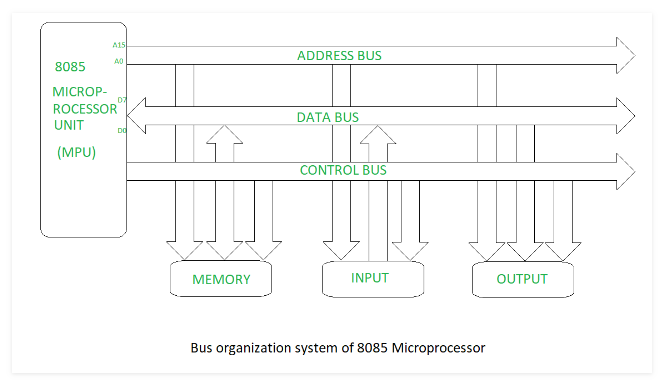 A15
A0
8085
MICROP-
ROCESSOR
UNIT
(MPU)
D7
D0
ADDRESS BUS
DATA BUS
CONTROL BUS
MEMORY
INPUT
OUTPUT
Bus organization system of 8085 Microprocessor